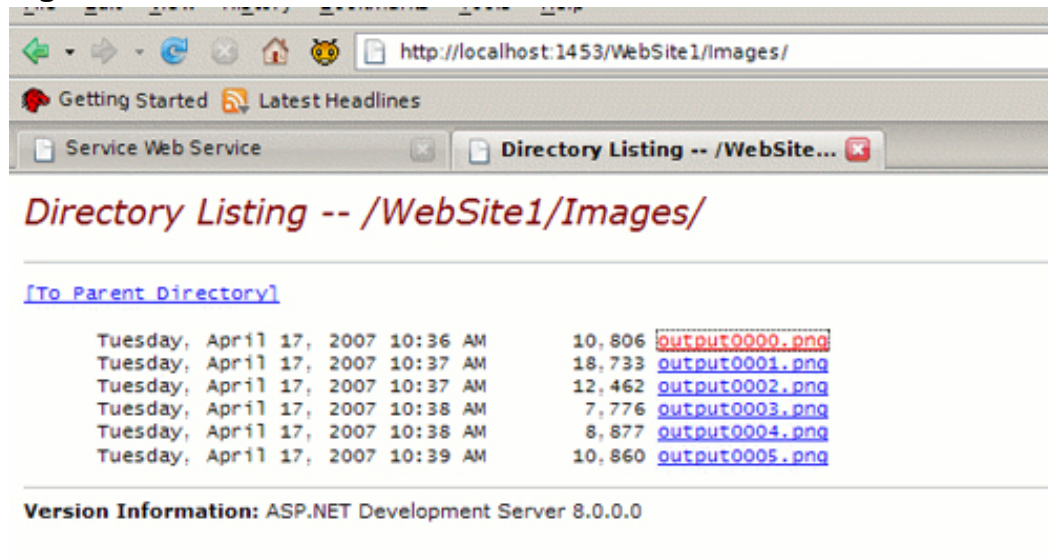 http://localhost:1453/WebSite1/Images/
Getting Started Latest Headlines
Service Web Service Directory Listing -- /WebSite...
Directory Listing -- /WebSite1/Images/
[To Parent Directory]
Tuesday, April 17, 2007 10:36 AM 10,806 output0000.png
Tuesday, April 17, 2007 10:37 AM 18,733 output0001.png
Tuesday, April 17, 2007 10:37 AM 12,462 output0002.png
Tuesday, April 17, 2007 10:38 AM 7,776 output0003.png
Tuesday, April 17, 2007 10:38 AM 8,877 output0004.png
Tuesday, April 17, 2007 10:39 AM 10,860 output0005.png
Version Information: ASP.NET Development Server 8.0.0.0